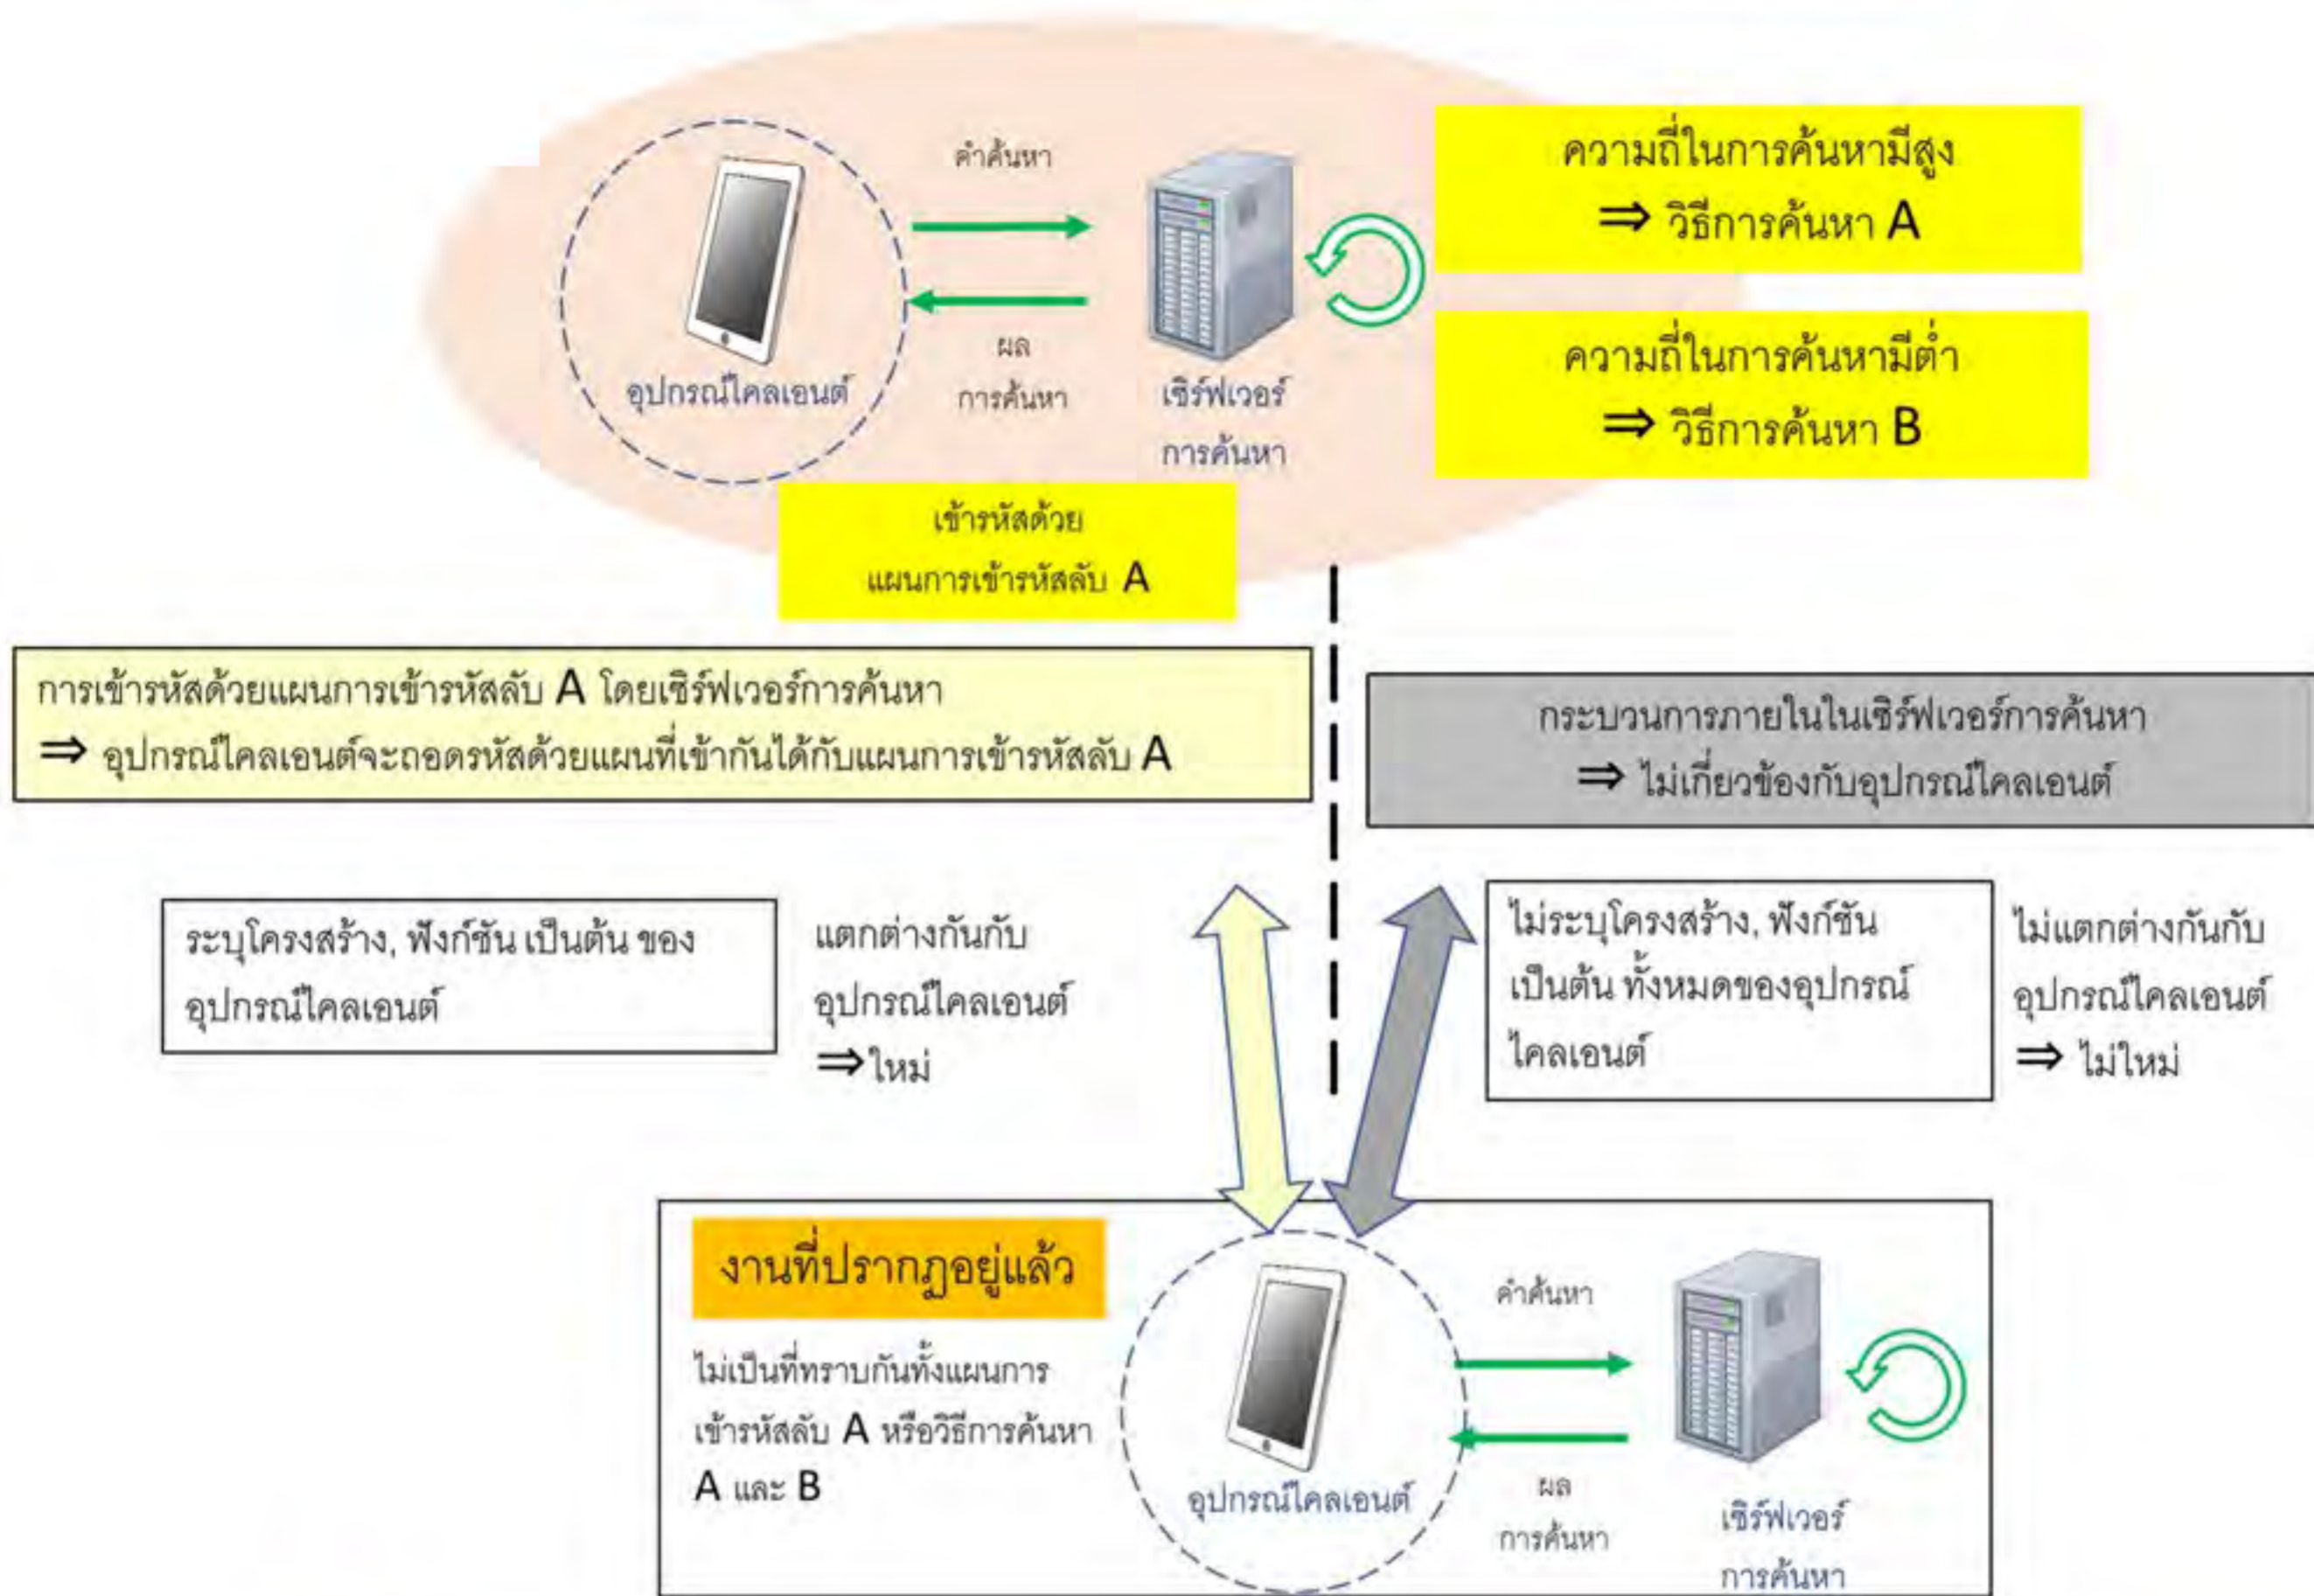 คำค้นหา
ผล
การค้นหา
อุปกรณ์ไคลเอนต์
เซิร์ฟเวอร์
การค้นหา
ความถี่ในการค้นหามีสูง
⇒ วิธีการค้นหา A
ความถี่ในการค้นหามีต่ำ
⇒ วิธีการค้นหา B
เข้ารหัสด้วย
แผนการเข้ารหัสลับ A
การเข้ารหัสด้วยแผนการเข้ารหัสลับ A โดยเซิร์ฟเวอร์การค้นหา
⇒ อุปกรณ์ไคลเอนต์จะถอดรหัสด้วยแผนที่เข้ากันได้กับแผนการเข้ารหัสลับ A
กระบวนการภายในในเซิร์ฟเวอร์การค้นหา
⇒ ไม่เกี่ยวข้องกับอุปกรณ์ไคลเอนต์
ระบุโครงสร้าง, ฟังก์ชัน เป็นต้น ของ
อุปกรณ์ไคลเอนต์
แตกต่างกันกับ
อุปกรณ์ไคลเอนต์
⇒ใหม่
ไม่ระบุโครงสร้าง, ฟังก์ชัน
เป็นต้น ทั้งหมดของอุปกรณ์
ไคลเอนต์
ไม่แตกต่างกันกับ
อุปกรณ์ไคลเอนต์
⇒ ไม่ใหม่
งานที่ปรากฏอยู่แล้ว
ไม่เป็นที่ทราบกันทั้งแผนการ
เข้ารหัสลับ A หรือวิธีการค้นหา
A และ B
คำค้นหา
ผล
การค้นหา
อุปกรณ์ไคลเอนต์
เซิร์ฟเวอร์
การค้นหา